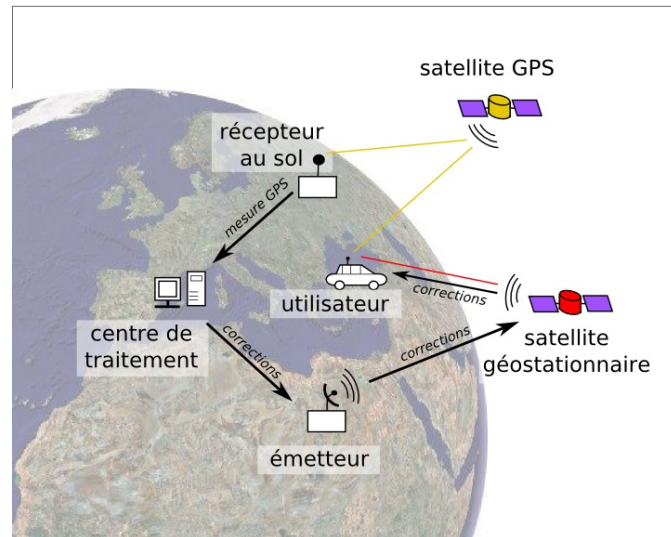 satellite GPS
récepteur
au sol
mesure GPS
utilisateur
corrections
centre de
traitement
corrections
corrections
satellite
géostationnaire
émetteur